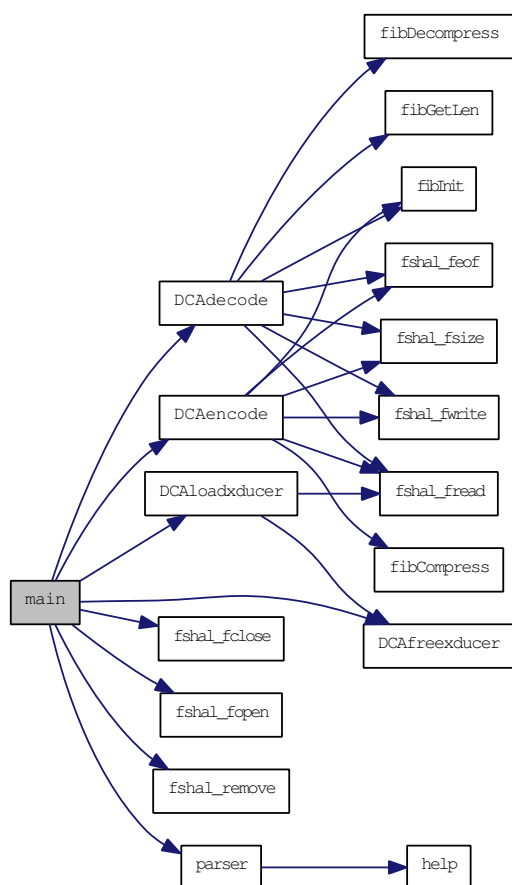 fibDecompress
fibGetLen
fibInit
fshal_feof
DCAdecode
fshal_fsize
DCAencode
fshal_fwrite
DCAloadxducer
fshal_fread
fibCompress
main
fshal_fclose
DCAfreexducer
fshal_fopen
fshal_remove
parser
help